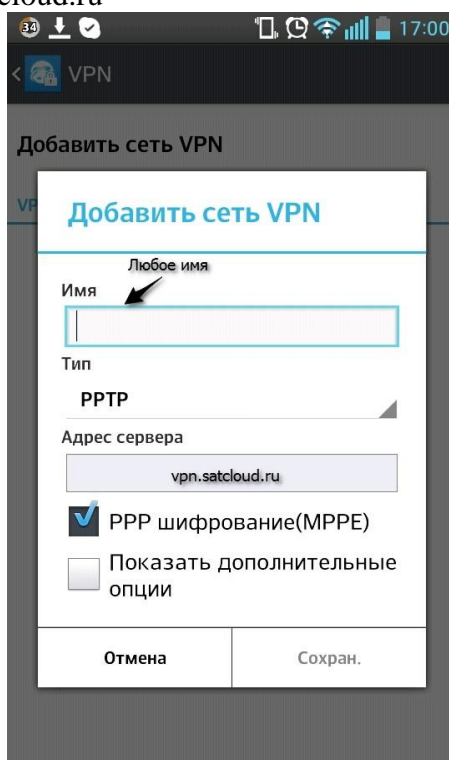 cloud.ru
34
17:00
< VPN
Добавить сеть VPN
VP
Добавить сеть VPN
Любое имя
Имя
Тип
PPTP
Адрес сервера
vpn.satcloud.ru
PPP шифрование(MPPE)
Показать дополнительные
опции
Отмена
Сохран.